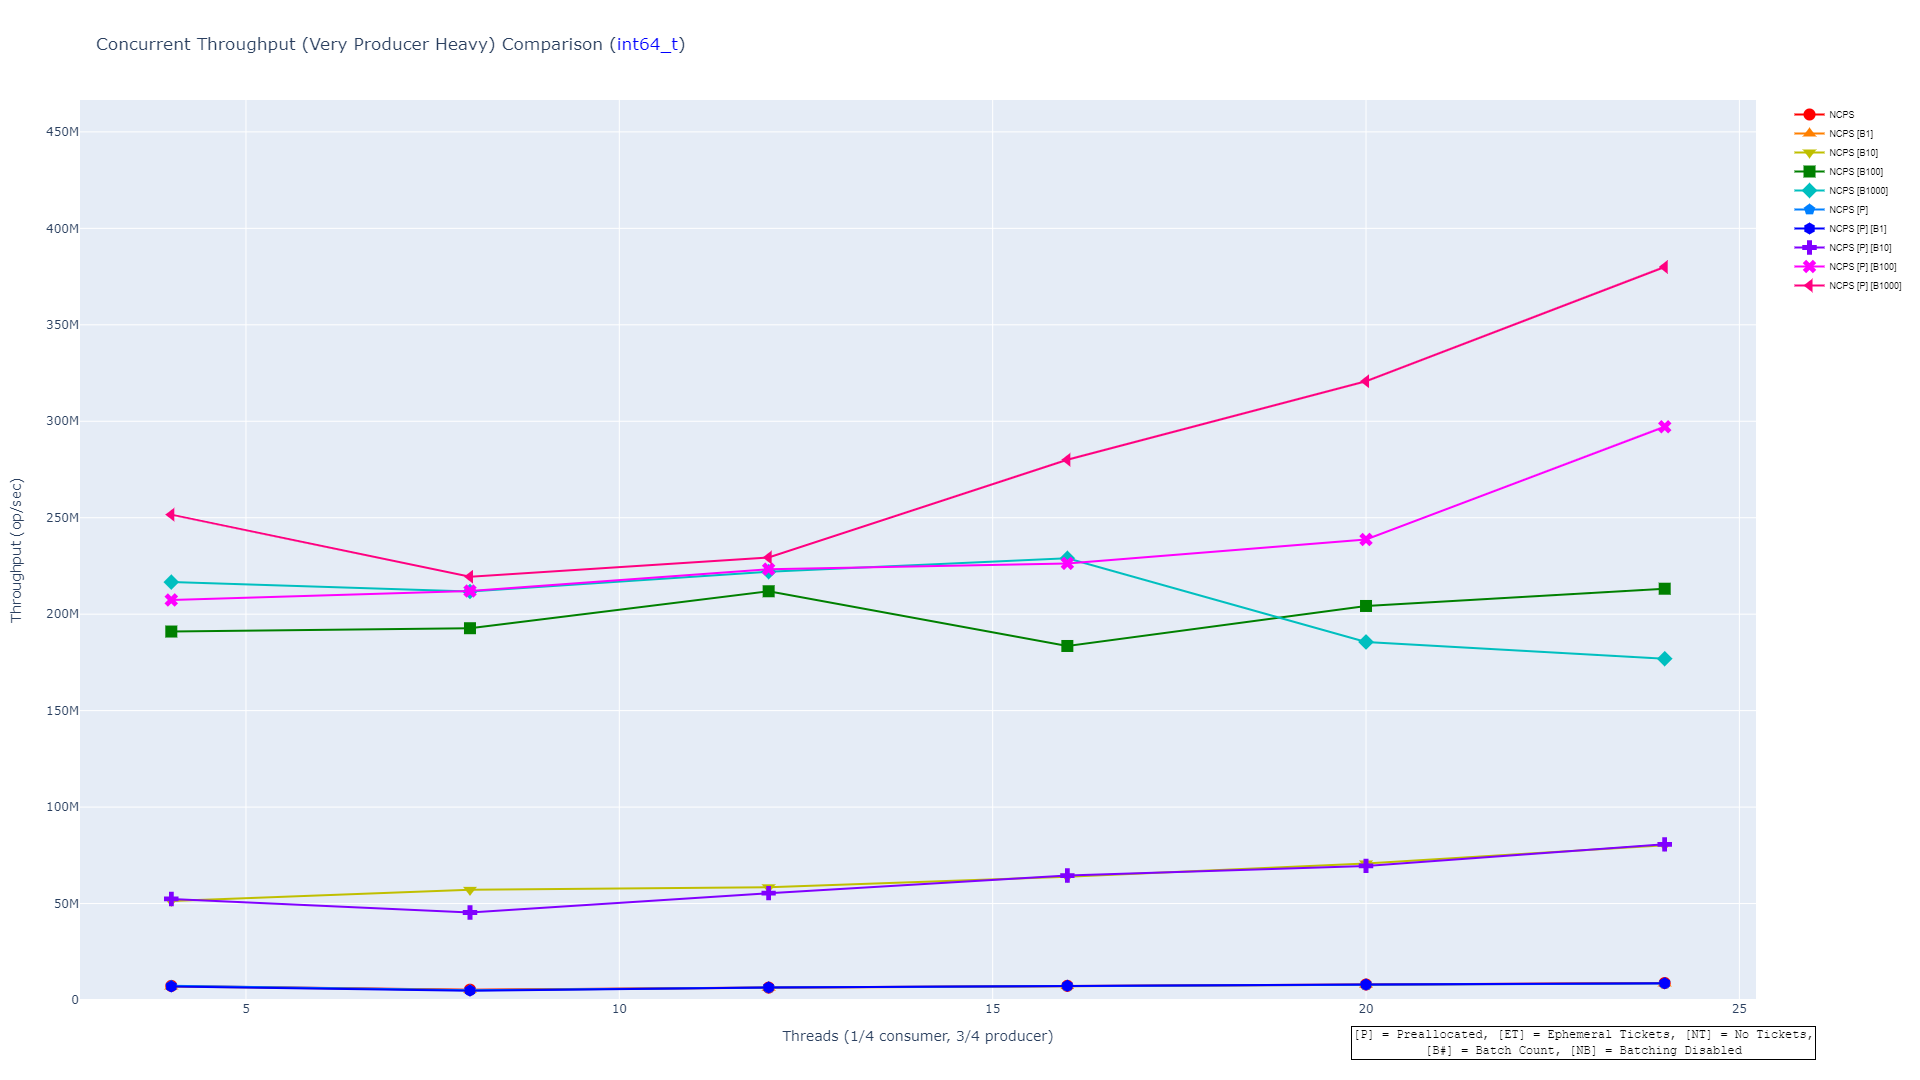 Concurrent Throughput (Very Producer Heavy) Comparison (int64_t)
NCPS
NCPS [B1]
NCPS [B10]
NCPS [B100]
NCPS [B1000]
NCPS [P]
NCPS [P] [B1]
NCPS [P] [B10]
NCPS [P] [B100]
NCPS [P] [B1000]
Throughput (op/sec)
450M
400M
350M
300M
250M
200M
150M
100M
50M
0
5
10
15
20
25
Threads (1/4 consumer, 3/4 producer)
[P] = Preallocated, [ET] = Ephemeral Tickets, [NT] = No Tickets,
[B#] = Batch Count, [NB] = Batching Disabled